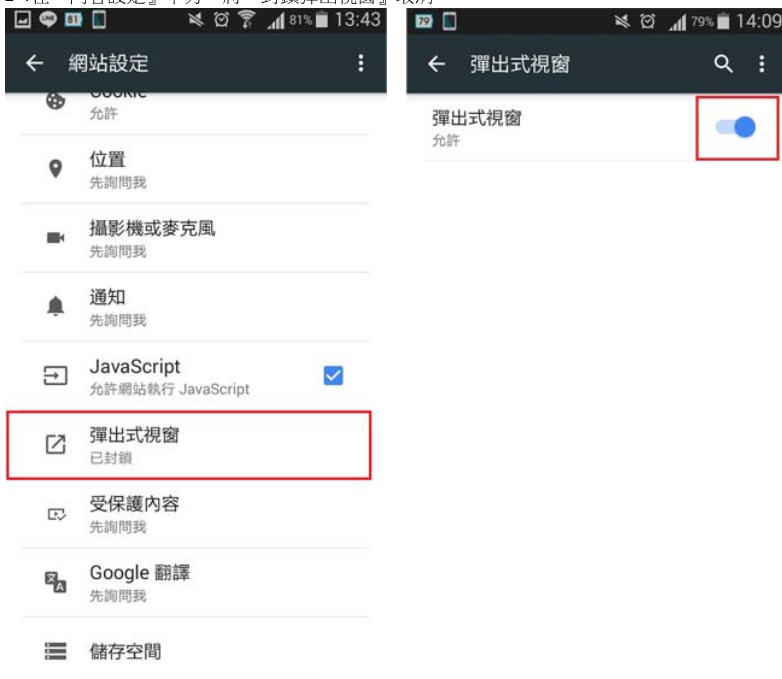 81% 13:43
網站設定
Cookie
允許
位置
先詢問我
攝影機或麥克風
先詢問我
通知
先詢問我
JavaScript
允許網站執行 JavaScript
彈出式視窗
已封鎖
受保護內容
先詢問我
Google 翻譯
先詢問我
儲存空間
79% 14:09
彈出式視窗
彈出式視窗
允許